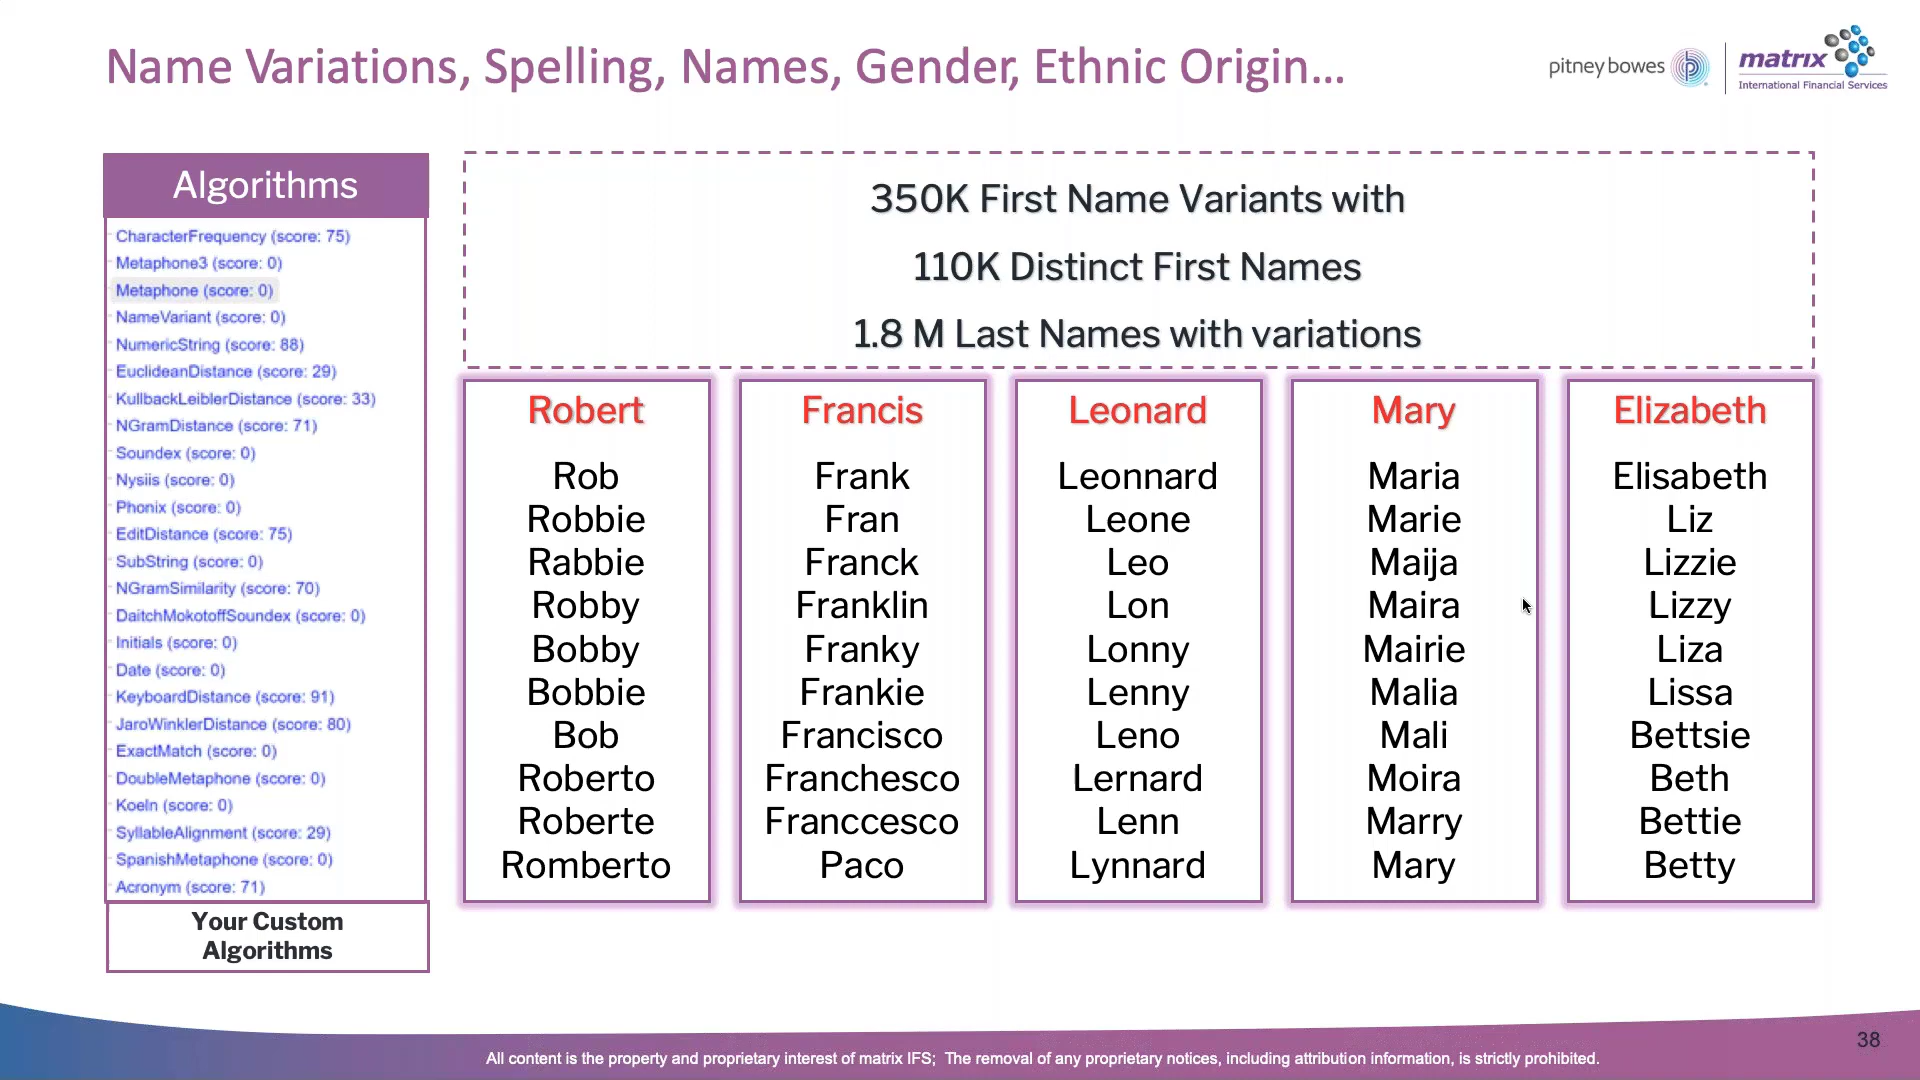 Name Variations, Spelling, Names, Gender, Ethnic Origin...
pitney bowes
matrix
International Financial Services
Algorithms
CharacterFrequency (score: 75)
Metaphone3 (score: 0)
Metaphone (score: 0)
NameVariant (score: 0)
NumericString (score: 88)
EuclideanDistance (score: 29)
KullbackLeiblerDistance (score: 33)
NGramDistance (score: 71)
Soundex (score: 0)
Nysiis (score: 0)
Phonix (score: 0)
EditDistance (score: 75)
SubString (score: 0)
NGramSimilarity (score: 70)
DaitchMokotoffSoundex (score: 0)
Initials (score: 0)
Date (score: 0)
KeyboardDistance (score: 91)
JaroWinklerDistance (score: 80)
ExactMatch (score: 0)
DoubleMetaphone (score: 0)
Koeln (score: 0)
SyllableAlignment (score: 29)
SpanishMetaphone (score: 0)
Acronym (score: 71)
Your Custom
Algorithms
350K First Name Variants with
110K Distinct First Names
1.8 M Last Names with variations
Robert
Rob
Robbie
Rabbie
Robby
Bobby
Bobbie
Bob
Roberto
Roberte
Romberto
Francis
Frank
Fran
Franck
Franklin
Franky
Frankie
Francisco
Franchesco
Franccesco
Paco
Leonard
Leonnard
Leone
Leo
Lon
Lonny
Lenny
Leno
Lernard
Lenn
Lynnard
Mary
Maria
Marie
Maija
Maira
Mairie
Malia
Mali
Moira
Marry
Mary
Elizabeth
Elisabeth
Liz
Lizzie
Lizzy
Liza
Lissa
Bettsie
Beth
Bettie
Betty
All content is the property and proprietary interest of matrix IFS; The removal of any proprietary notices, including attribution information, is strictly prohibited.
38